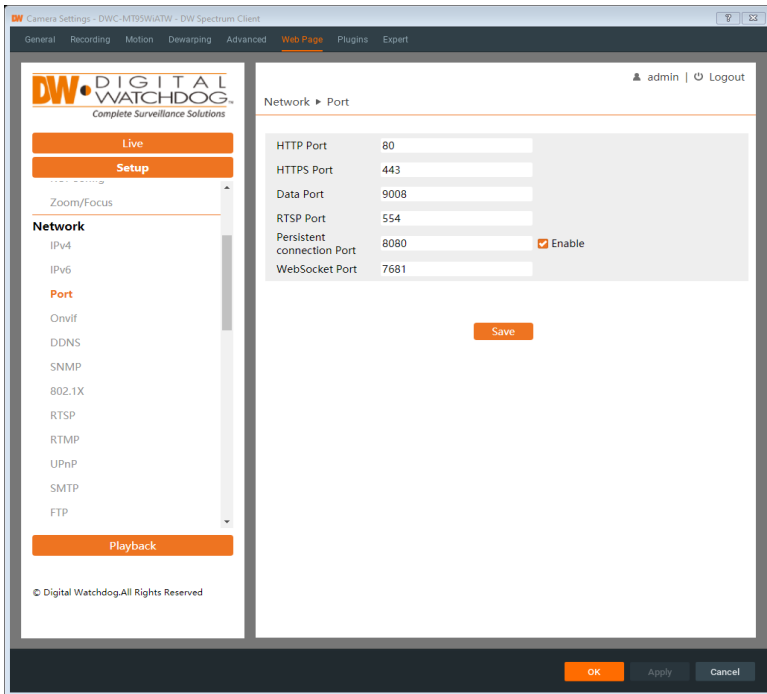 DW Camera Settings - DWC-MT95WiATW - DW Spectrum Client
General Recording Motion Dewarping Advanced Web Page Plugins Expert
DW DIGITAL WATCHDOG
Complete Surveillance Solutions
Live
Setup
Zoom/Focus
Network
IPv4
IPv6
Port
Onvif
DDNS
SNMP
802.1X
RTSP
RTMP
UPnP
SMTP
FTP
Playback
© Digital Watchdog.All Rights Reserved
admin | Logout
Network ▶ Port
HTTP Port 80
HTTPS Port 443
Data Port 9008
RTSP Port 554
Persistent
connection Port 8080 Enable
WebSocket Port 7681
Save
OK Apply Cancel